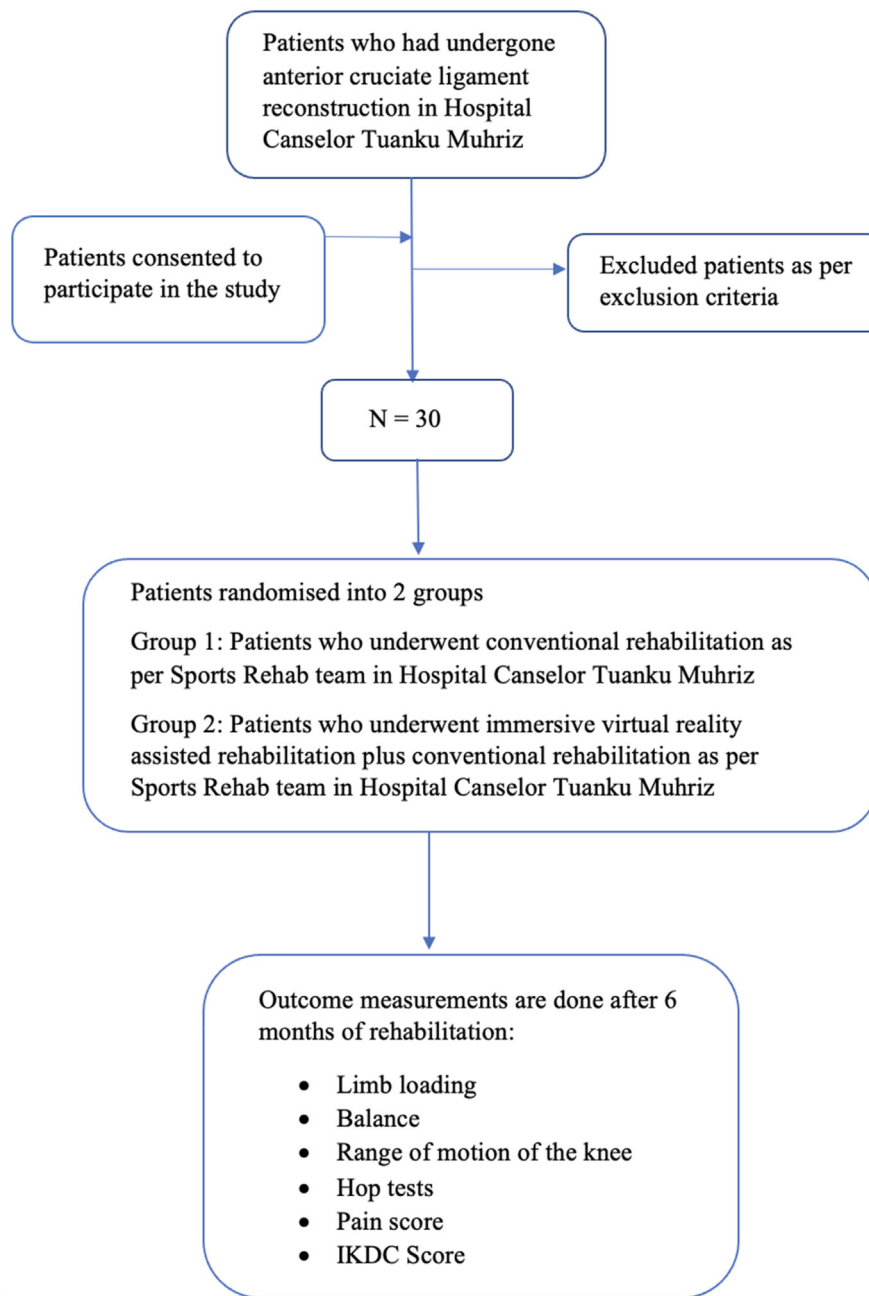 Patients who had undergone
anterior cruciate ligament
reconstruction in Hospital
Canselor Tuanku Muhriz
Patients consented to
participate in the study
Excluded patients as per
exclusion criteria
N = 30
Patients randomised into 2 groups
Group 1: Patients who underwent conventional rehabilitation as
per Sports Rehab team in Hospital Canselor Tuanku Muhriz
Group 2: Patients who underwent immersive virtual reality
assisted rehabilitation plus conventional rehabilitation as per
Sports Rehab team in Hospital Canselor Tuanku Muhriz
Outcome measurements are done after 6
months of rehabilitation:
• Limb loading
• Balance
• Range of motion of the knee
• Hop tests
• Pain score
• IKDC Score